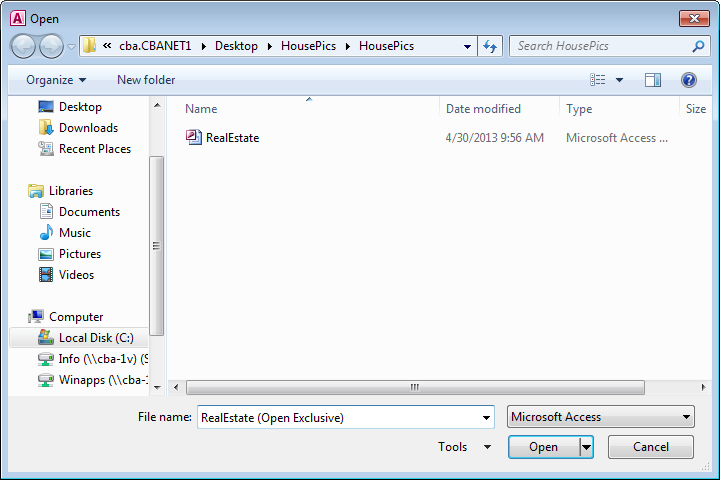 Open
« cba.CBANET1 Desktop HousePics HousePics Search HousePics
Organize New folder
Name Date modified Type Size
Desktop
Downloads
Recent Places
Libraries
Documents
Music
Pictures
Videos
Computer
Local Disk (C:)
Info (\\cba-1v) (S
Winapps (\\cba-1
RealEstate 4/30/2013 9:56 AM Microsoft Access ...
File name: RealEstate (Open Exclusive) Microsoft Access
Tools Open Cancel